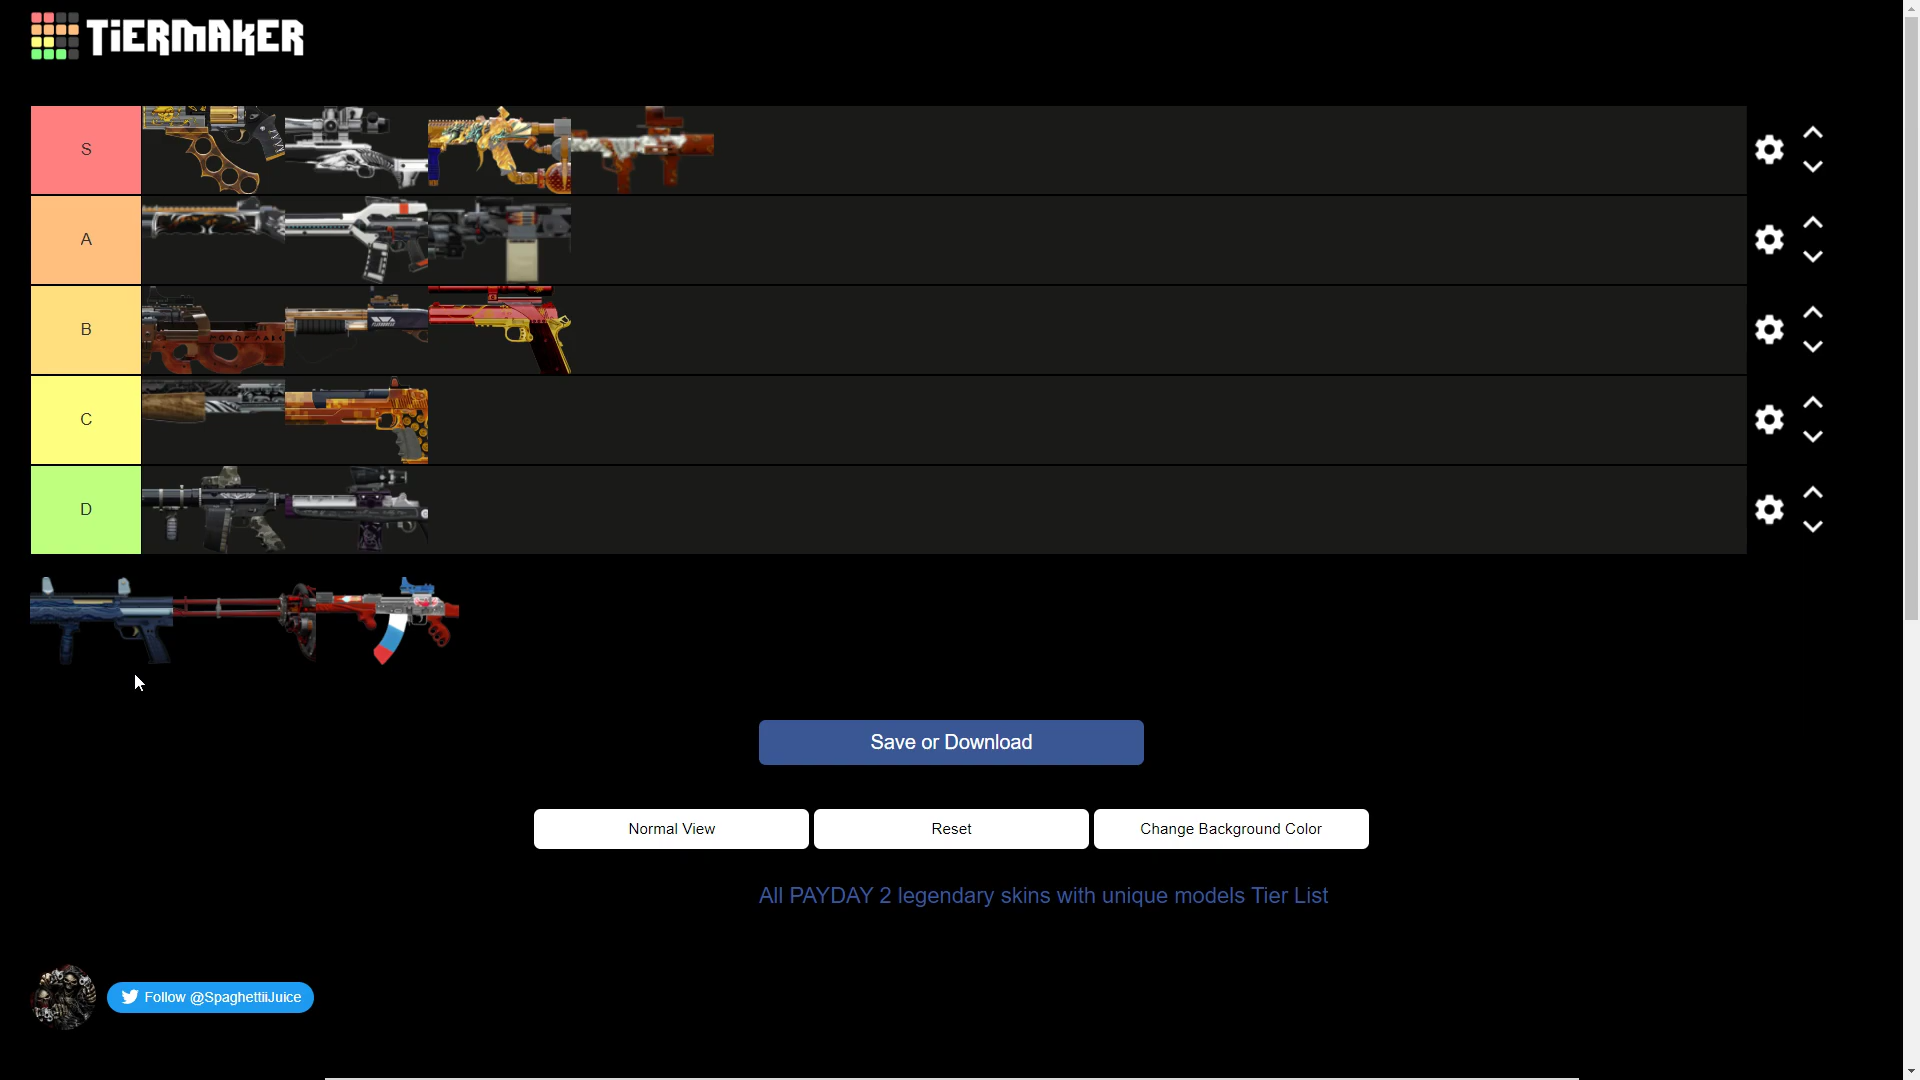 TiERMAKER
S
A
B
C
D
Save or Download
Normal View
Reset
Change Background Color
All PAYDAY 2 legendary skins with unique models Tier List
Follow @SpaghettiiJuice